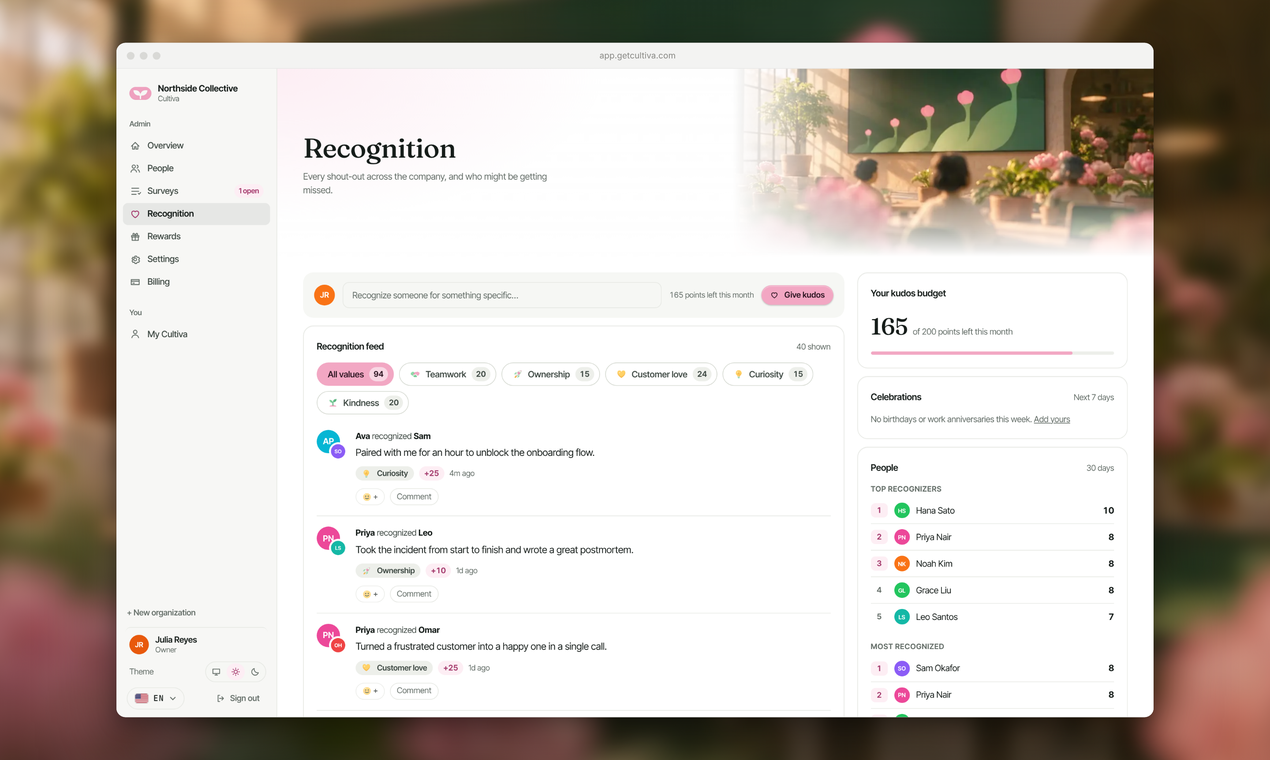 app.getcultiva.com
Northside Collective
Cultiva
Admin
Overview
People
Surveys 1 open
Recognition
Rewards
Settings
Billing
You
My Cultiva
+ New organization
JR Julia Reyes
Owner
Theme
EN Sign out
Recognition
Every shout-out across the company, and who might be getting
missed.
JR Recognize someone for something specific... 165 points left this month Give kudos
Recognition feed 40 shown
All values 94 Teamwork 20 Ownership 15 Customer love 24 Curiosity 15
Kindness 20
AP SO Ava recognized Sam
Paired with me for an hour to unblock the onboarding flow.
Curiosity +25 4m ago
+ Comment
PN LS Priya recognized Leo
Took the incident from start to finish and wrote a great postmortem.
Ownership +10 1d ago
+ Comment
PN OH Priya recognized Omar
Turned a frustrated customer into a happy one in a single call.
Customer love +25 1d ago
+ Comment
Your kudos budget
165 of 200 points left this month
Celebrations Next 7 days
No birthdays or work anniversaries this week. Add yours
People 30 days
TOP RECOGNIZERS
1 HS Hana Sato 10
2 PN Priya Nair 8
3 NK Noah Kim 8
4 GL Grace Liu 8
5 LS Leo Santos 7
MOST RECOGNIZED
1 SO Sam Okafor 8
2 PN Priya Nair 8